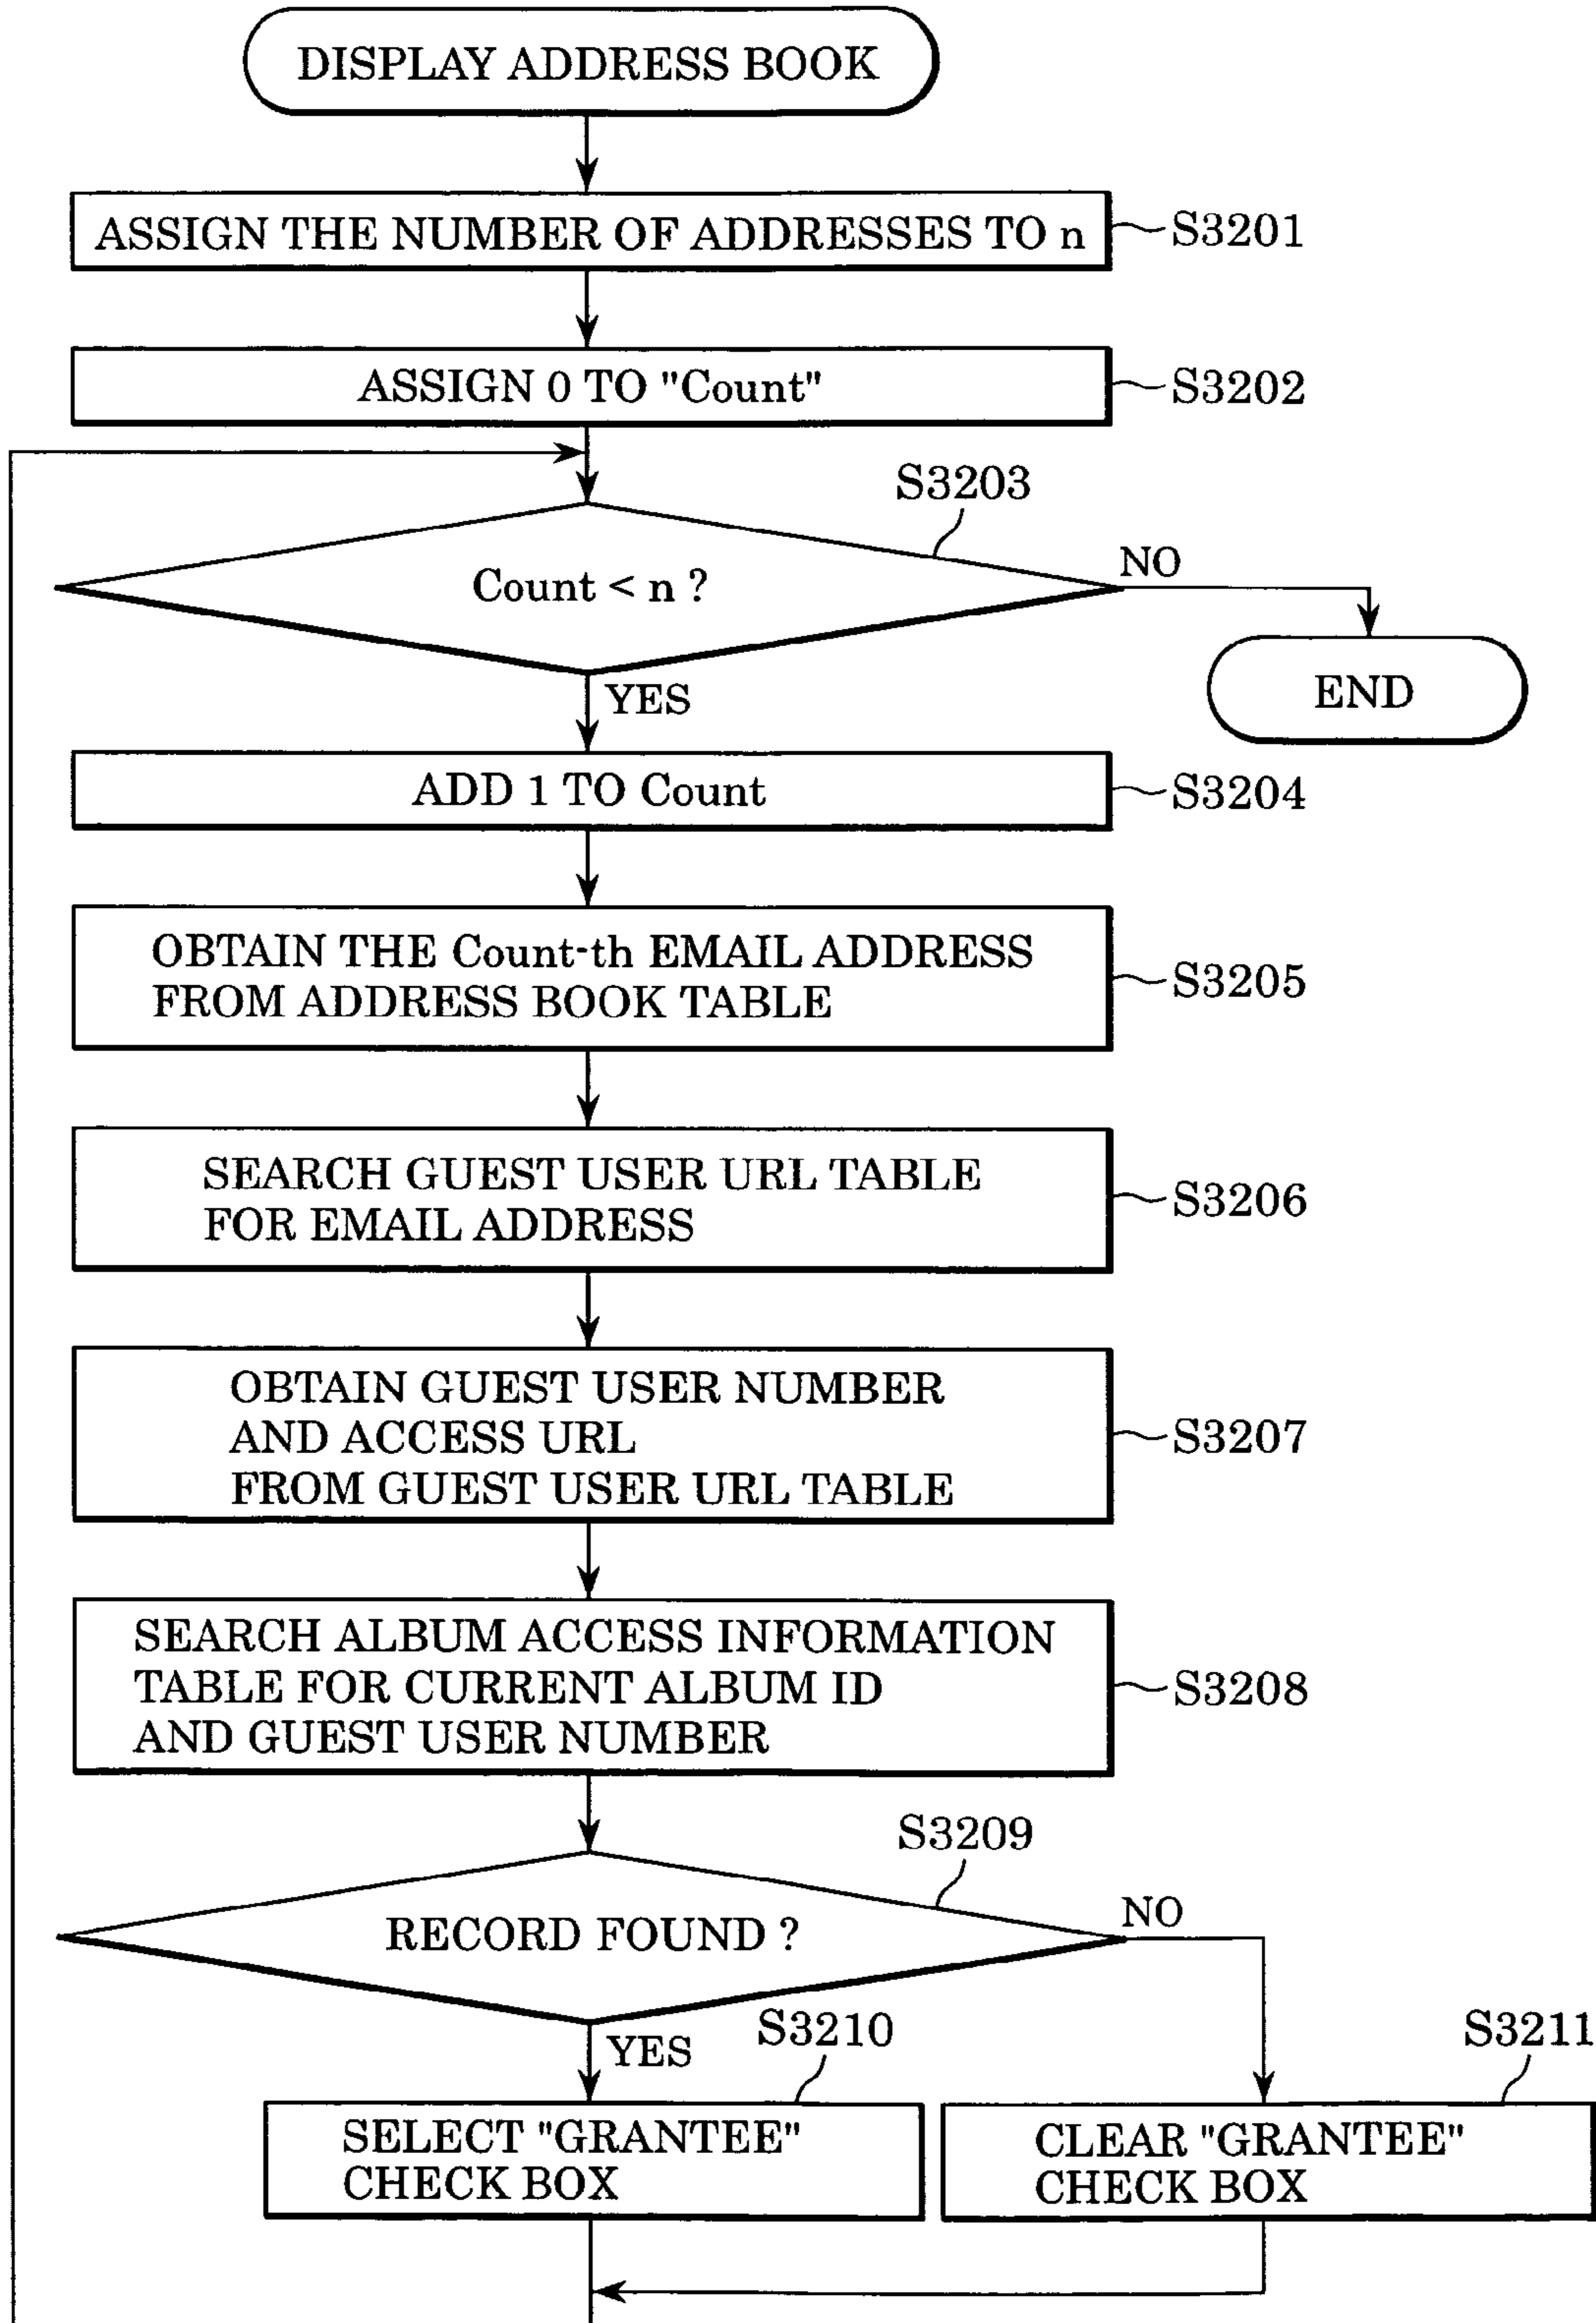 DISPLAY ADDRESS BOOK
ASSIGN THE NUMBER OF ADDRESSES TO n
S3201
ASSIGN 0 TO "Count"
S3202
S3203
Count < n ?
NO
YES
END
ADD 1 TO Count
S3204
OBTAIN THE Count-th EMAIL ADDRESS
FROM ADDRESS BOOK TABLE
S3205
SEARCH GUEST USER URL TABLE
FOR EMAIL ADDRESS
S3206
OBTAIN GUEST USER NUMBER
AND ACCESS URL
FROM GUEST USER URL TABLE
S3207
SEARCH ALBUM ACCESS INFORMATION
TABLE FOR CURRENT ALBUM ID
AND GUEST USER NUMBER
S3208
S3209
RECORD FOUND ?
NO
YES
S3210
S3211
SELECT "GRANTEE"
CHECK BOX
CLEAR "GRANTEE"
CHECK BOX